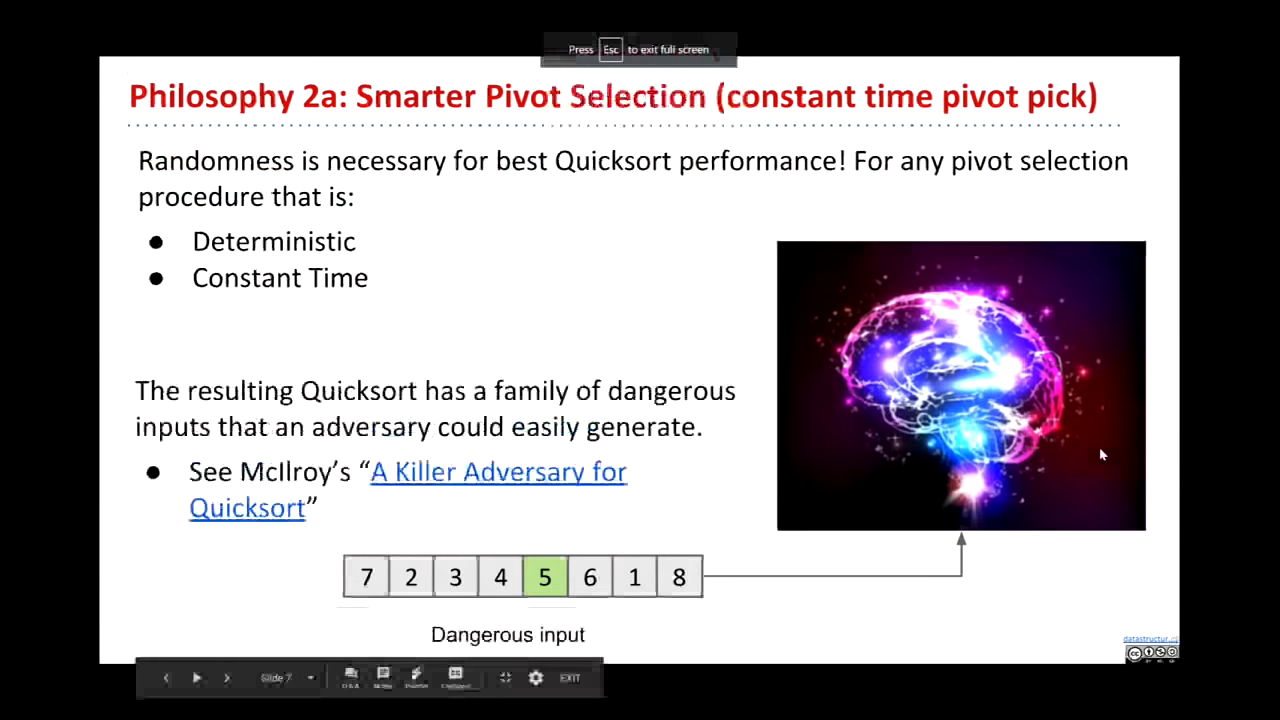 Press Esc to exit full screen
Philosophy 2a: Smarter Pivot Selection (constant time pivot pick)
Randomness is necessary for best Quicksort performance! For any pivot selection
procedure that is:
● Deterministic
● Constant Time
The resulting Quicksort has a family of dangerous
inputs that an adversary could easily generate.
● See McIlroy’s “A Killer Adversary for
Quicksort”
7 2 3 4 5 6 1 8
Dangerous input
Slide 7
EXIT